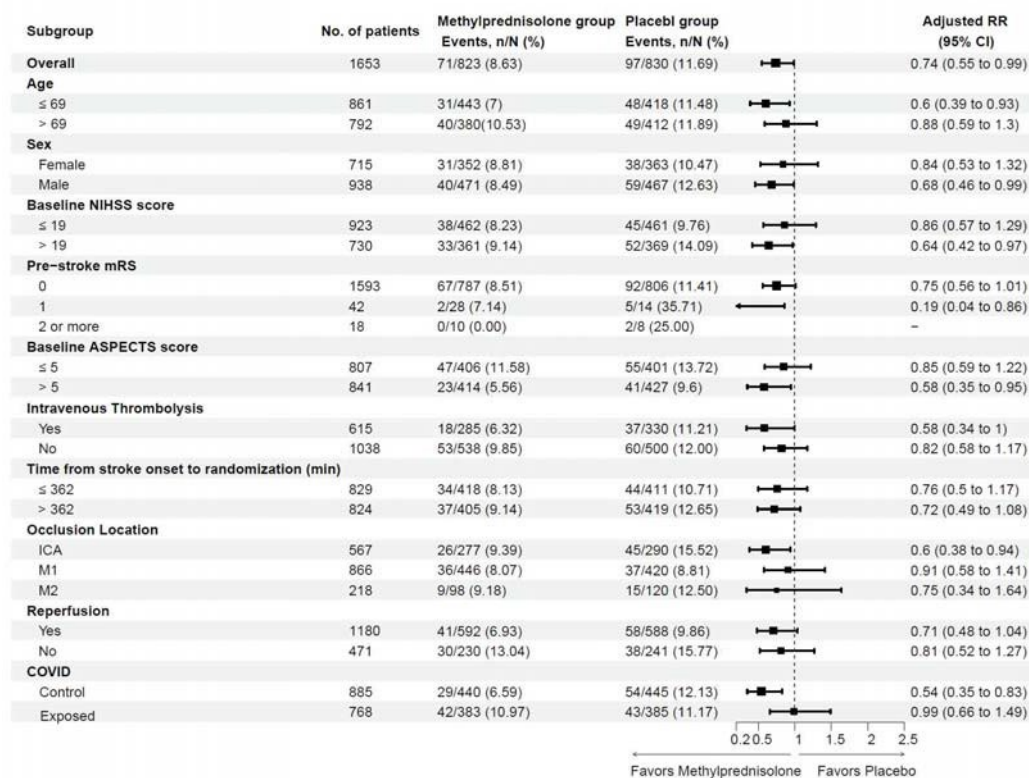 Subgroup No. of patients Methylprednisolone group Placebl group Adjusted RR
Events, n/N (%) Events, n/N (%) (95% CI)
Overall 1653 71/823 (8.63) 97/830 (11.69) 0.74 (0.55 to 0.99)
Age
≤ 69 861 31/443 (7) 48/418 (11.48) 0.6 (0.39 to 0.93)
> 69 792 40/380(10.53) 49/412 (11.89) 0.88 (0.59 to 1.3)
Sex
Female 715 31/352 (8.81) 38/363 (10.47) 0.84 (0.53 to 1.32)
Male 938 40/471 (8.49) 59/467 (12.63) 0.68 (0.46 to 0.99)
Baseline NIHSS score
≤ 19 923 38/462 (8.23) 45/461 (9.76) 0.86 (0.57 to 1.29)
> 19 730 33/361 (9.14) 52/369 (14.09) 0.64 (0.42 to 0.97)
Pre−stroke mRS
0 1593 67/787 (8.51) 92/806 (11.41) 0.75 (0.56 to 1.01)
1 42 2/28 (7.14) 5/14 (35.71) 0.19 (0.04 to 0.86)
2 or more 18 0/10 (0.00) 2/8 (25.00) −
Baseline ASPECTS score
≤ 5 807 47/406 (11.58) 55/401 (13.72) 0.85 (0.59 to 1.22)
> 5 841 23/414 (5.56) 41/427 (9.6) 0.58 (0.35 to 0.95)
Intravenous Thrombolysis
Yes 615 18/285 (6.32) 37/330 (11.21) 0.58 (0.34 to 1)
No 1038 53/538 (9.85) 60/500 (12.00) 0.82 (0.58 to 1.17)
Time from stroke onset to randomization (min)
≤ 362 829 34/418 (8.13) 44/411 (10.71) 0.76 (0.5 to 1.17)
> 362 824 37/405 (9.14) 53/419 (12.65) 0.72 (0.49 to 1.08)
Occlusion Location
ICA 567 26/277 (9.39) 45/290 (15.52) 0.6 (0.38 to 0.94)
M1 866 36/446 (8.07) 37/420 (8.81) 0.91 (0.58 to 1.41)
M2 218 9/98 (9.18) 15/120 (12.50) 0.75 (0.34 to 1.64)
Reperfusion
Yes 1180 41/592 (6.93) 58/588 (9.86) 0.71 (0.48 to 1.04)
No 471 30/230 (13.04) 38/241 (15.77) 0.81 (0.52 to 1.27)
COVID
Control 885 29/440 (6.59) 54/445 (12.13) 0.54 (0.35 to 0.83)
Exposed 768 42/383 (10.97) 43/385 (11.17) 0.99 (0.66 to 1.49)
0.2 0.5 1 1.5 2 2.5
Favors Methylprednisolone Favors Placebo